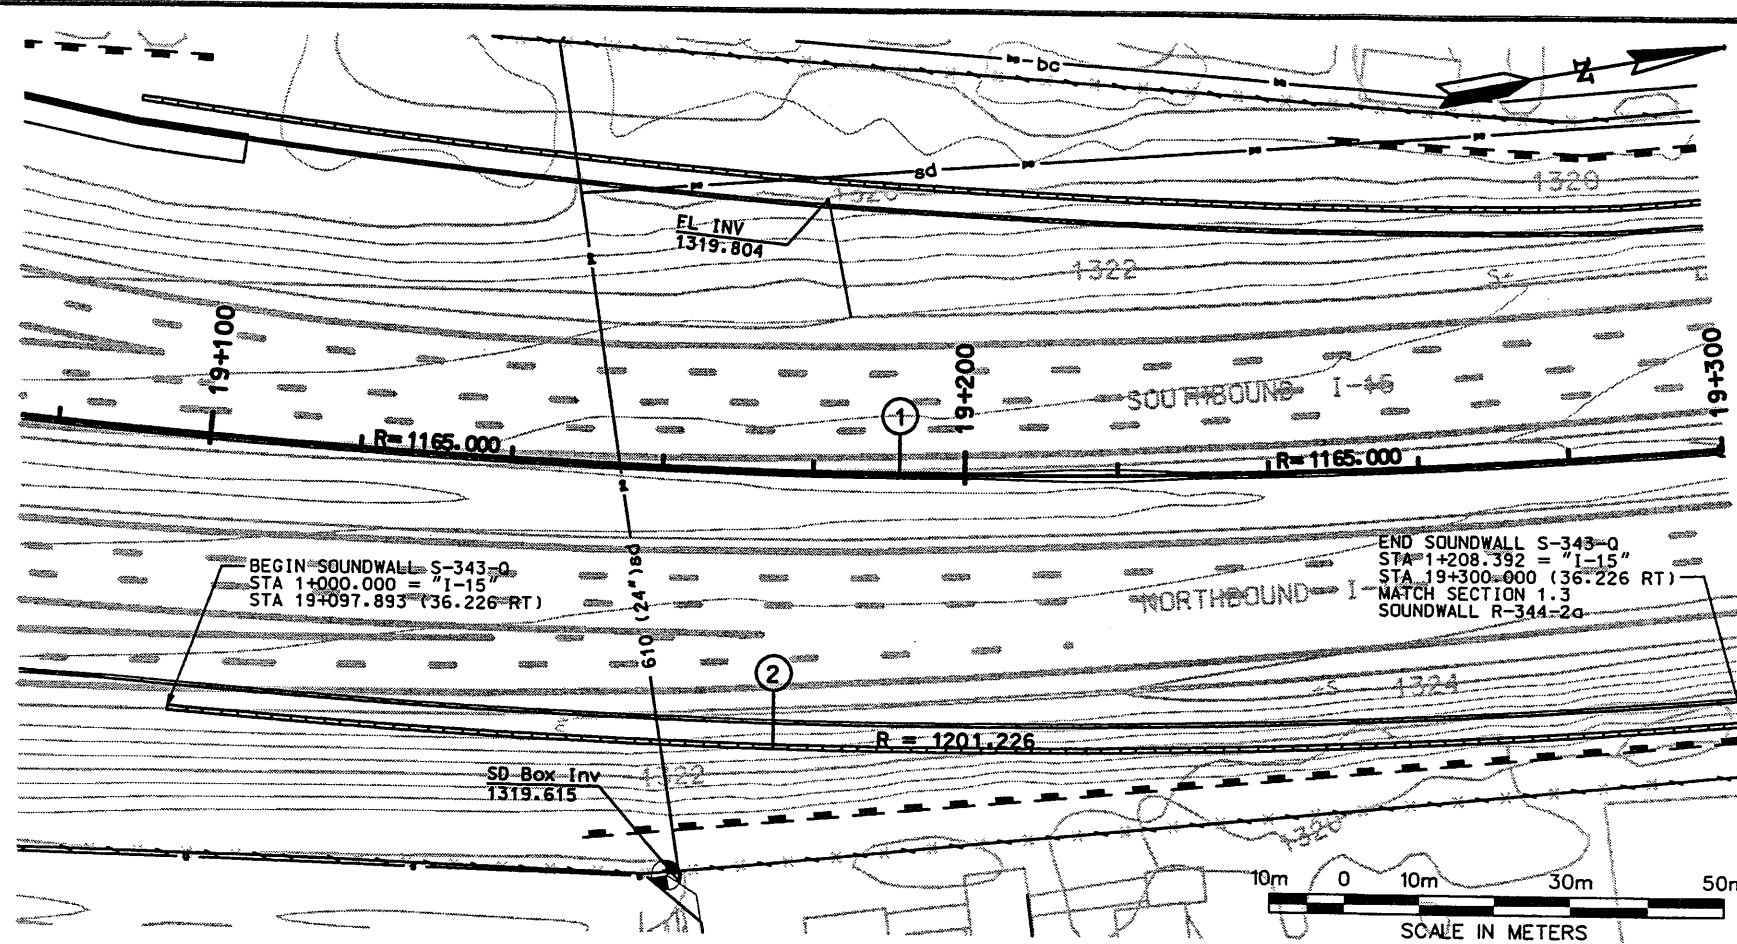 bc
N
sd
1320
1320
EL INV
1319.804
1322
S-
19+100
19+200
19+300
SOUTHBOUND I-15
1
R=1165.000
R=1165.000
BEGIN SOUNDWALL S-343-Q
STA 1+000.000 = "I-15"
STA 19+097.893 (36.226 RT)
610 (24")sd
END SOUNDWALL S-343-Q
STA 1+208.392 = "I-15"
STA 19+300.000 (36.226 RT)
MATCH SECTION 1.3
SOUNDWALL R-344-2a
NORTHBOUND I-
2
1324
R = 1201.226
SD Box Inv
1319.615
1322
1320
10m 0 10m 30m 50m
SCALE IN METERS